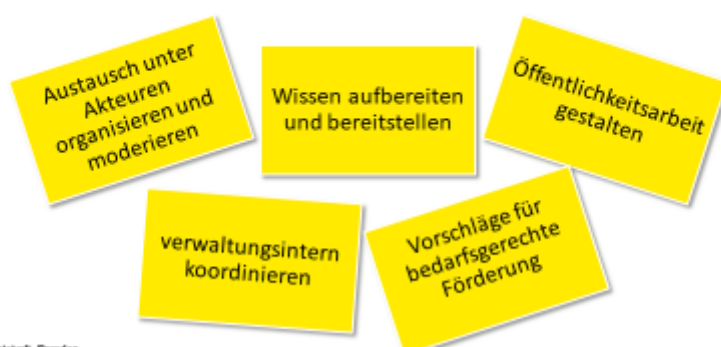 Austausch unter
Akteuren
organisieren und
moderieren
Wissen aufbereiten
und bereitstellen
Öffentlichkeitsarbeit
gestalten
verwaltungsintern
koordinieren
Vorschläge für
bedarfsgerechte
Förderung